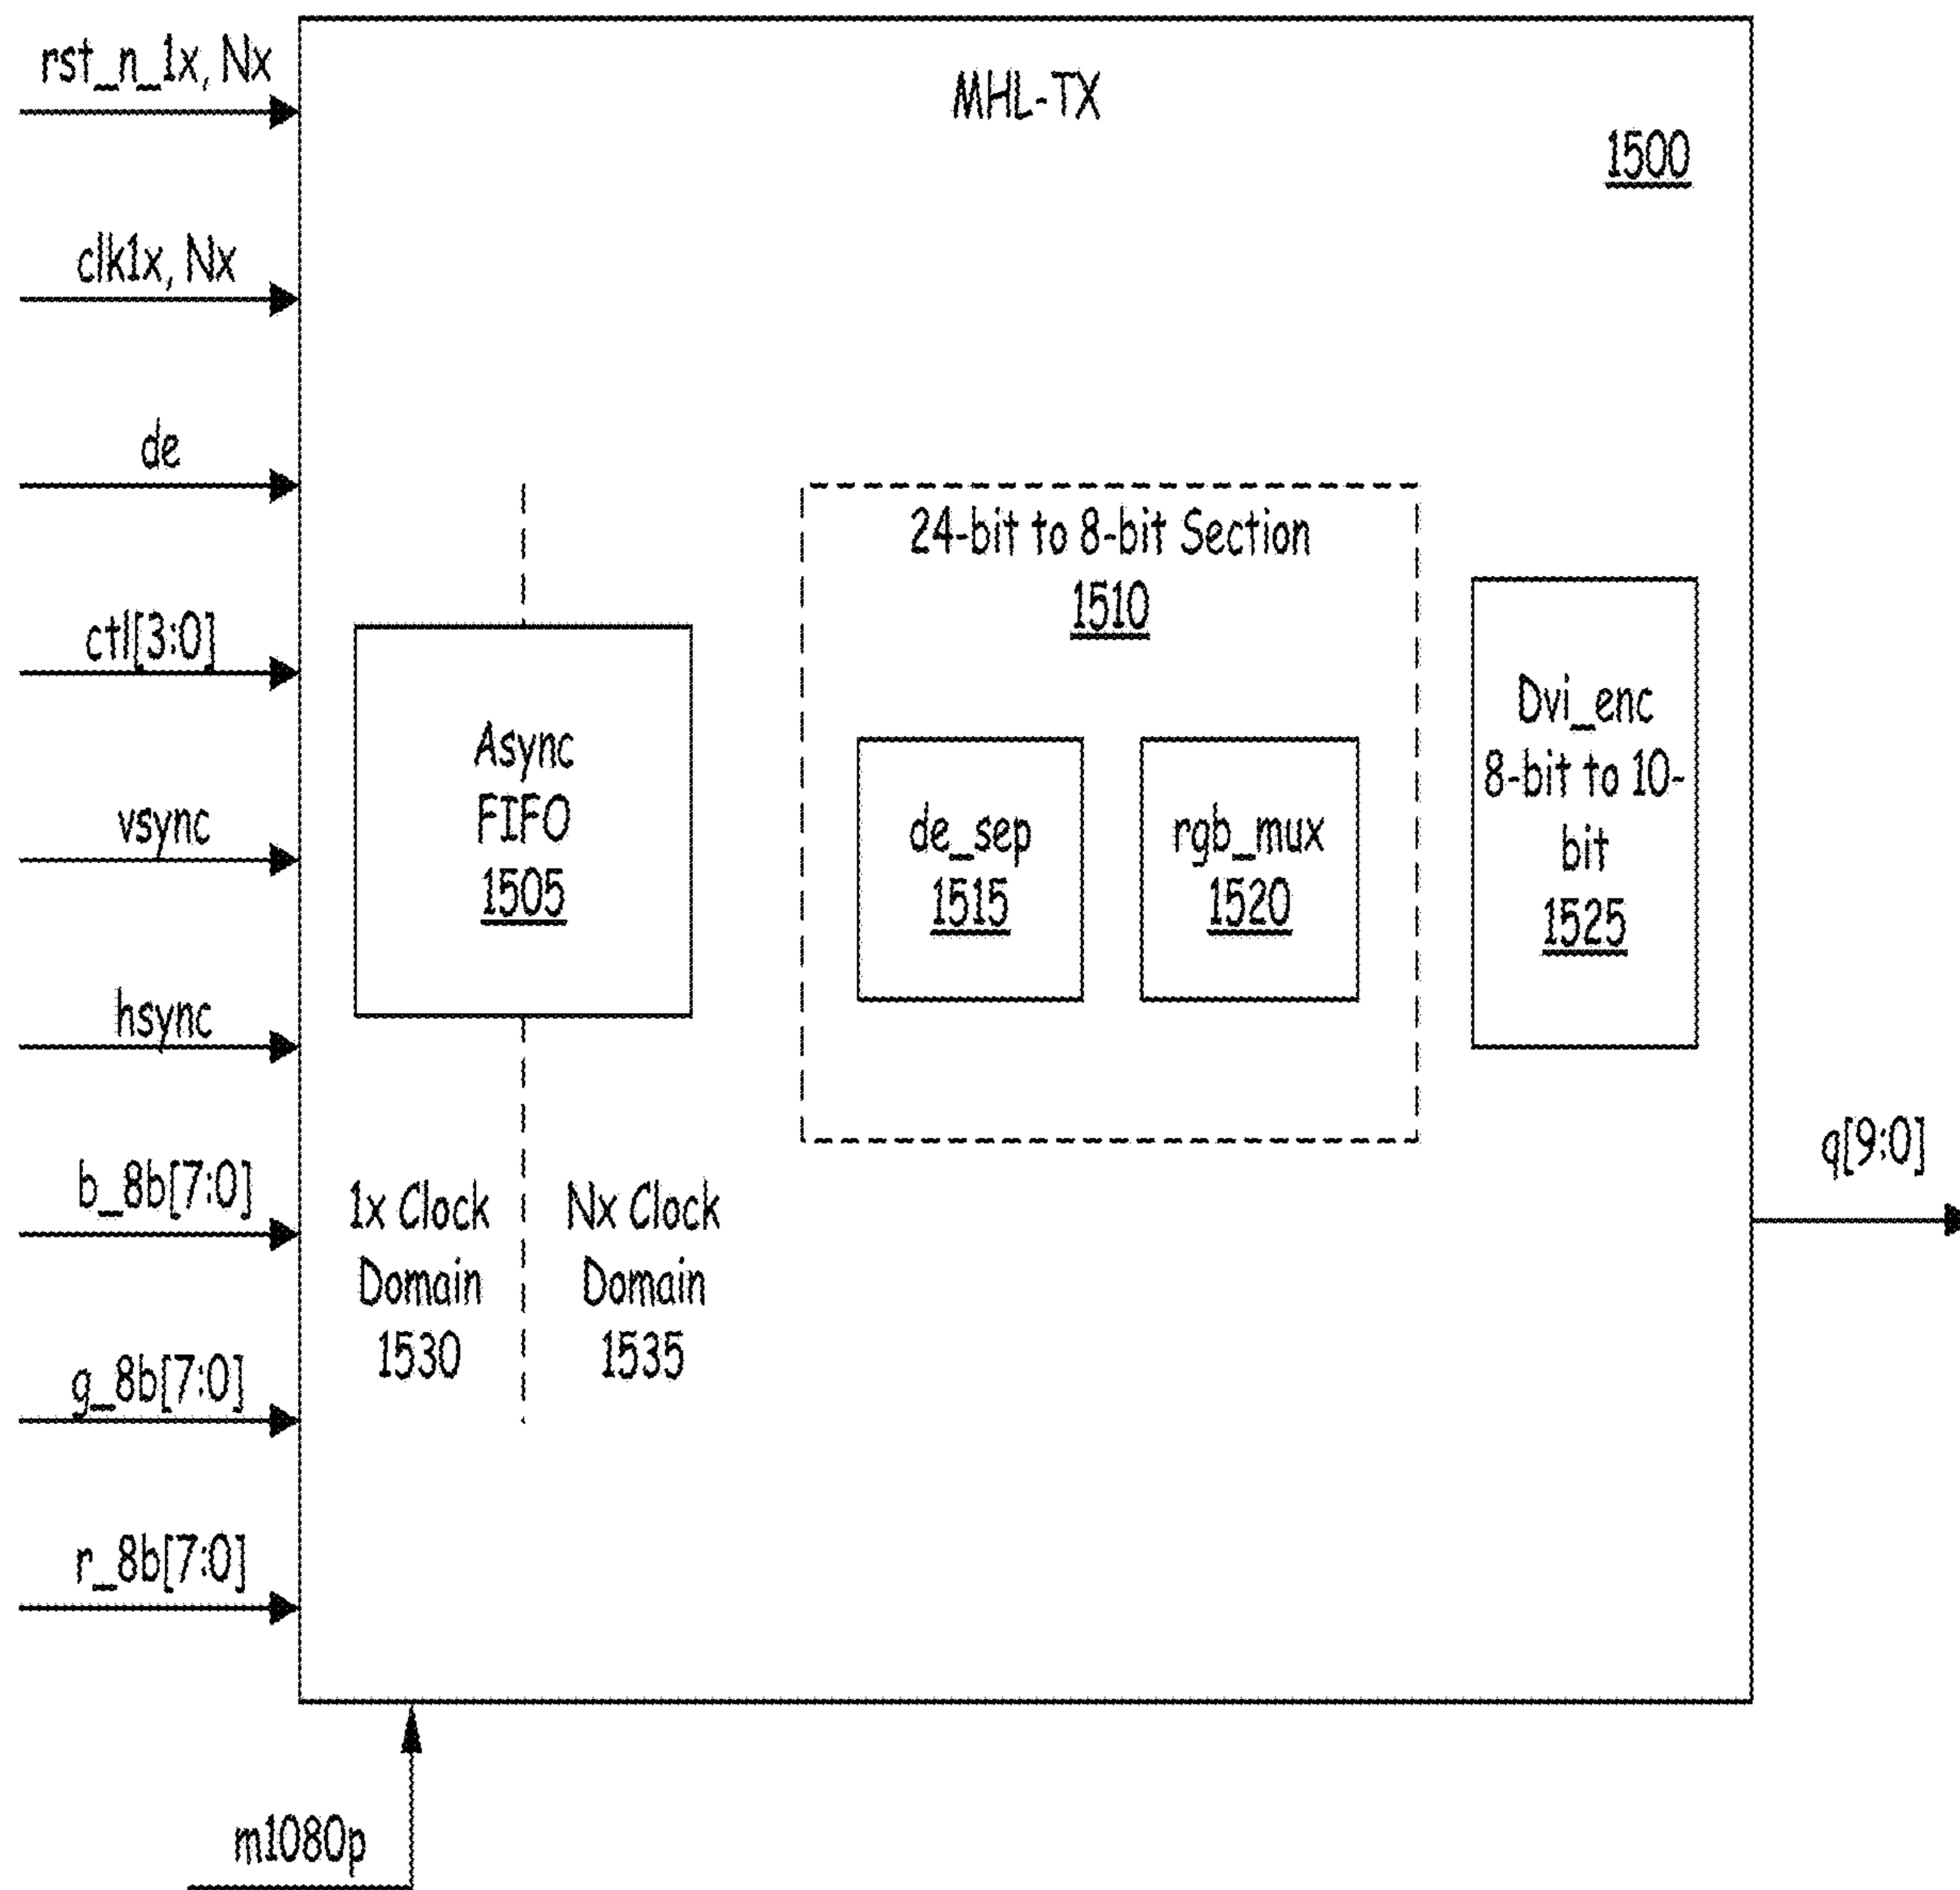 rst_n_1x, Nx
MHL-TX
1500
clk1x, Nx
de
ctl[3:0]
vsync
hsync
b_8b[7:0]
g_8b[7:0]
r_8b[7:0]
m1080p
Async
FIFO
1505
1x Clock
Domain
1530
Nx Clock
Domain
1535
24-bit to 8-bit Section
1510
de_sep
1515
rgb_mux
1520
Dvi_enc
8-bit to 10-
bit
1525
q[9:0]